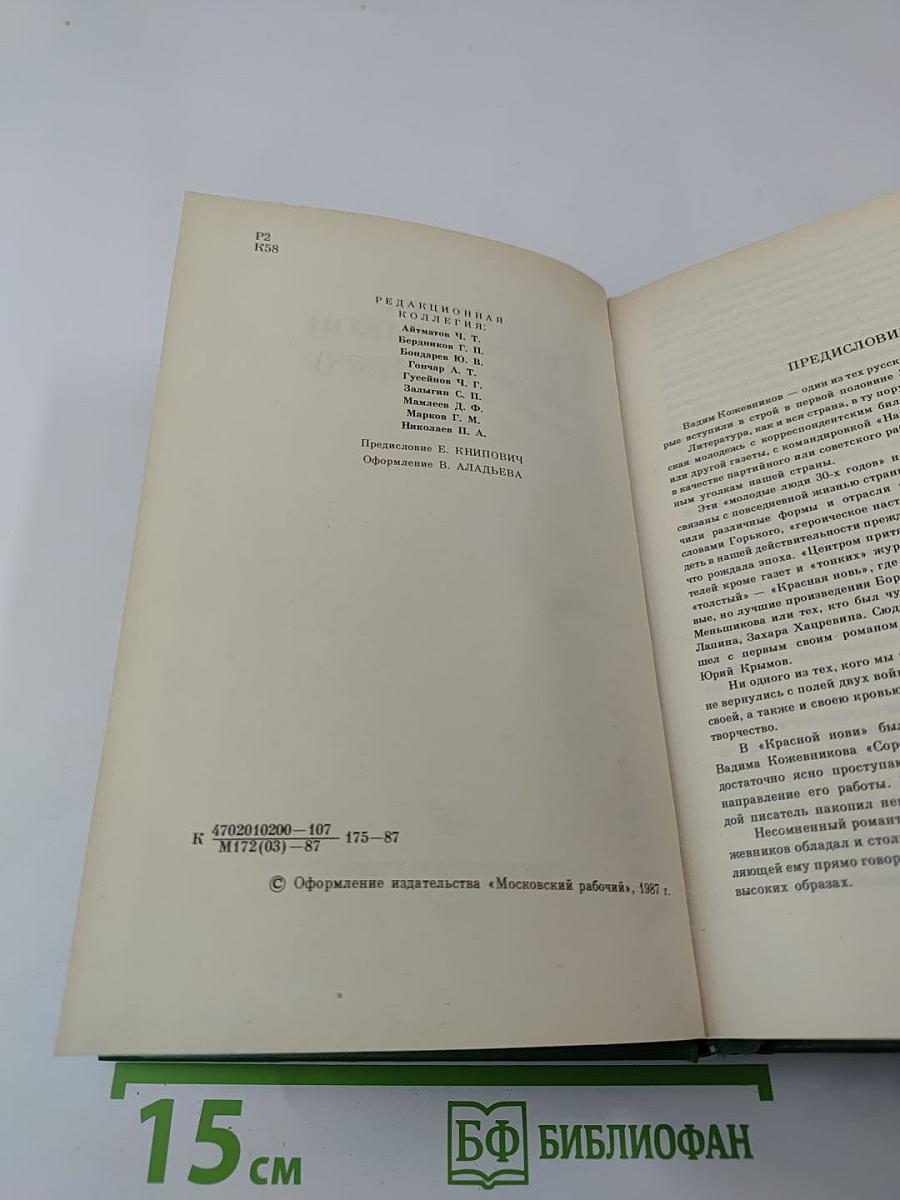 Р2
К58
РЕДАКЦИОННАЯ
КОЛЛЕГИЯ:
Айтматов Ч. Т.
Бердников Г. П.
Бондарев Ю. В.
Гончар А. Т.
Гусейнов Ч. Г.
Залыгин С. П.
Мамлеев Д. Ф.
Марков Г. М.
Николаев П. А.
Предисловие Е. КНИПОВИЧ
Оформление В. АЛАДЬЕВА
К 4702010200—107 175—87
М172(03)—87
© Оформление издательства «Московский рабочий», 1987 г.
ПРЕДИСЛОВИ
Вадим Кожевников — один из тех русск
рые вступили в строй в первой половине
Литература, как и вся страна, в ту пору
ская молодежь с корреспондентским бил
или другой газеты, с командировкой «На
в качестве партийного или советского ра
ным уголкам нашей страны.
Эти «молодые люди 30-х годов» н
связаны с повседневной жизнью стран
чили различные формы и отрасли
словами Горького, «героическое наст
деть в нашей действительности прежд
что рождала эпоха. «Центром притя
телей кроме газет и «тонких» жур
«толстый» — «Красная новь», где
вые, но лучшие произведения Бор
Меньшикова или тех, кто был чу
Лапина, Захара Хацревина. Сюд
шел с первым своим романом
Юрий Крымов.
Ни одного из тех, кого мы
не вернулись с полей двух войн
своей, а также и своею кровью
творчество.
В «Красной нови» был
Вадима Кожевникова «Сор
достаточно ясно проступаю
направление его работы.
дой писатель накопил нем
Несомненный романт
жевников обладал и стол
ляющей ему прямо говор
высоких образах.
15 см
БФ БИБЛИОФАН